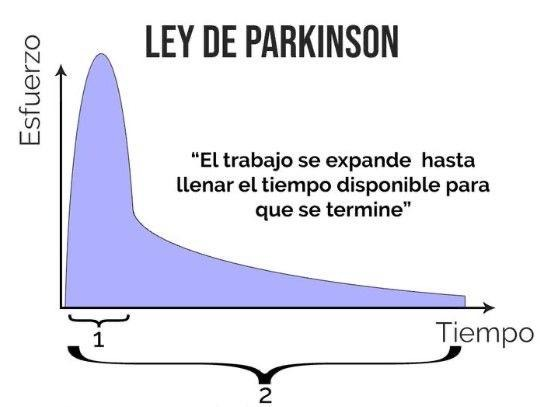 LEY DE PARKINSON
Esfuerzo
“El trabajo se expande hasta
llenar el tiempo disponible para
que se termine”
Tiempo
1
2